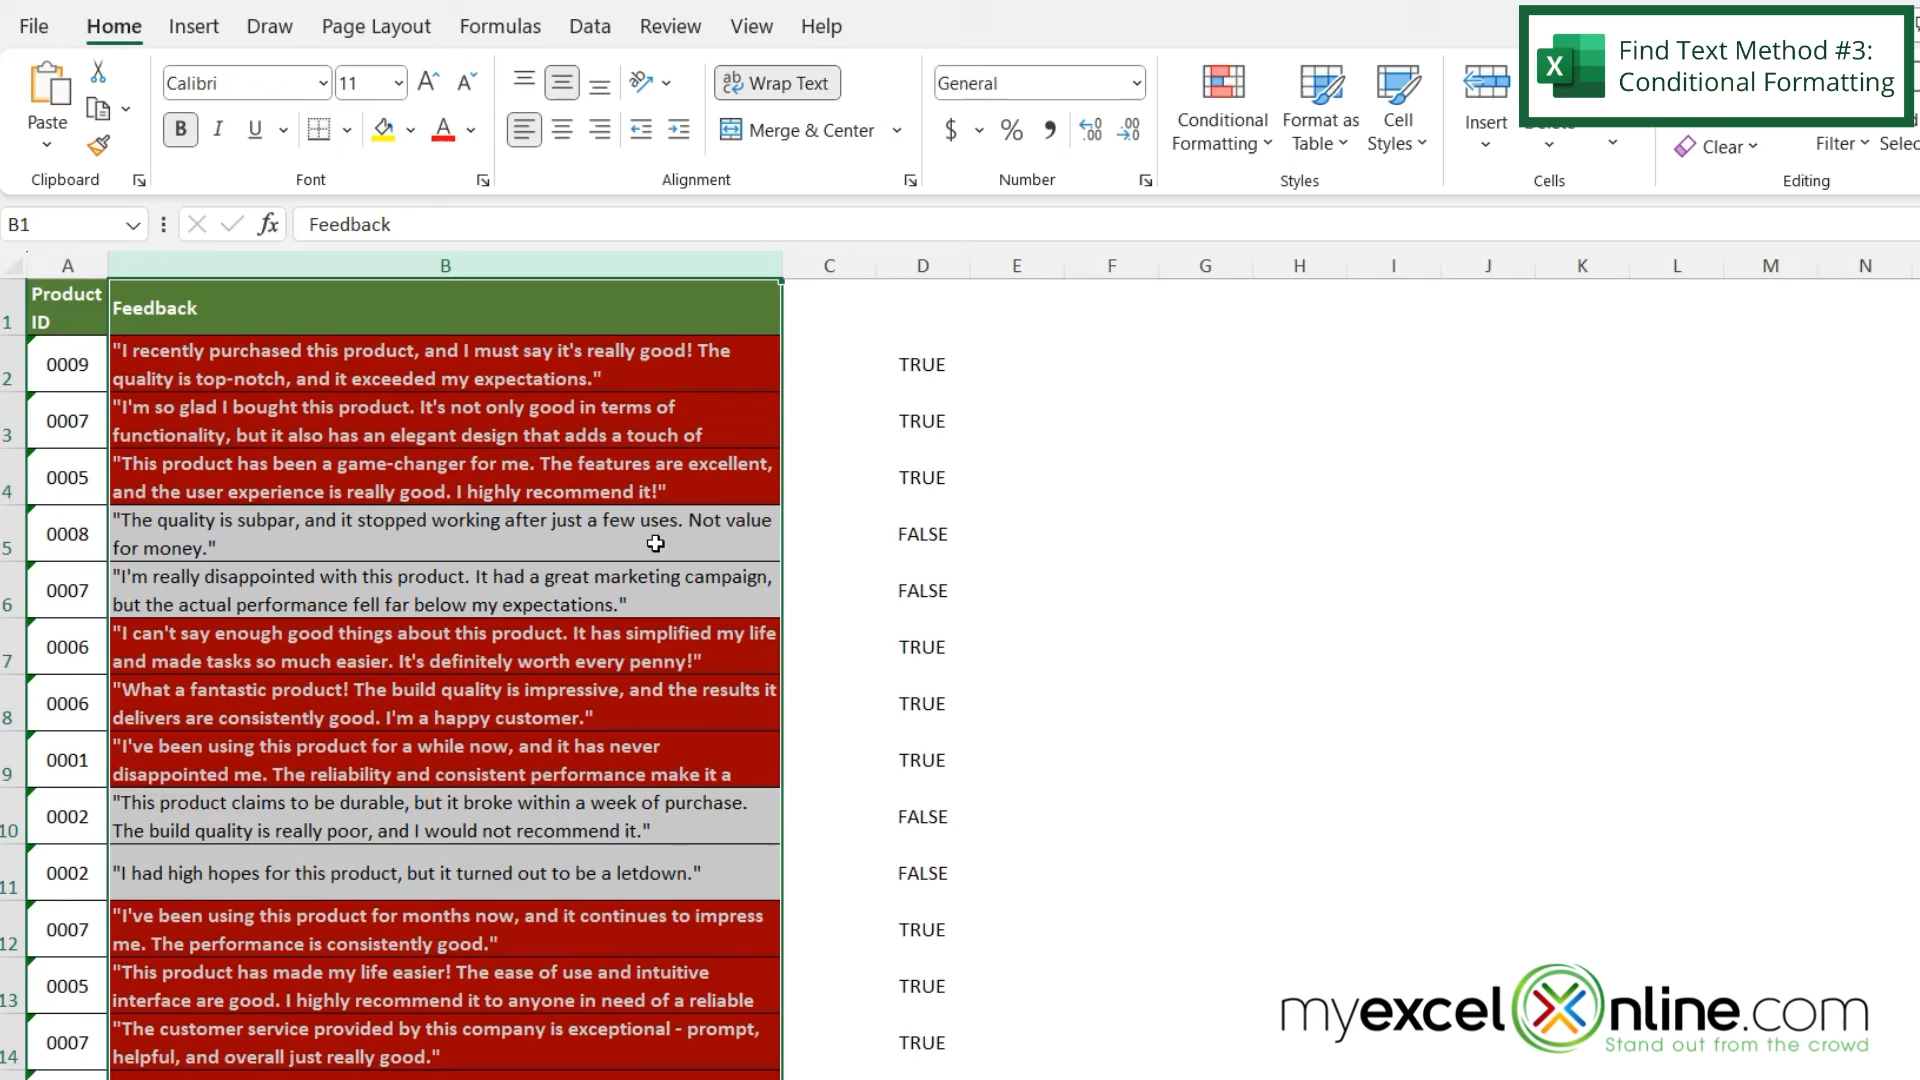 File Home Insert Draw Page Layout Formulas Data Review View Help
Find Text Method #3:
Conditional Formatting
Calibri 11
Wrap Text
General
Paste
B I U
Merge & Center
$ % ,
Conditional
Formatting
Format as
Table
Cell
Styles
Insert
Clear
Filter
Clipboard Font Alignment Number Styles Cells Editing
B1 fx Feedback
A B C D E F G H I J K L M N
1 Product
ID
Feedback
2 0009 "I recently purchased this product, and I must say it's really good! The
quality is top-notch, and it exceeded my expectations."
TRUE
3 0007 "I'm so glad I bought this product. It's not only good in terms of
functionality, but it also has an elegant design that adds a touch of
TRUE
4 0005 "This product has been a game-changer for me. The features are excellent,
and the user experience is really good. I highly recommend it!"
TRUE
5 0008 "The quality is subpar, and it stopped working after just a few uses. Not value
for money."
FALSE
6 0007 "I'm really disappointed with this product. It had a great marketing campaign,
but the actual performance fell far below my expectations."
FALSE
7 0006 "I can't say enough good things about this product. It has simplified my life
and made tasks so much easier. It's definitely worth every penny!"
TRUE
8 0006 "What a fantastic product! The build quality is impressive, and the results it
delivers are consistently good. I'm a happy customer."
TRUE
9 0001 "I've been using this product for a while now, and it has never
disappointed me. The reliability and consistent performance make it a
TRUE
10 0002 "This product claims to be durable, but it broke within a week of purchase.
The build quality is really poor, and I would not recommend it."
FALSE
11 0002 "I had high hopes for this product, but it turned out to be a letdown."
FALSE
12 0007 "I've been using this product for months now, and it continues to impress
me. The performance is consistently good."
TRUE
13 0005 "This product has made my life easier! The ease of use and intuitive
interface are good. I highly recommend it to anyone in need of a reliable
TRUE
14 0007 "The customer service provided by this company is exceptional - prompt,
helpful, and overall just really good."
TRUE
myexcelonline.com
Stand out from the crowd